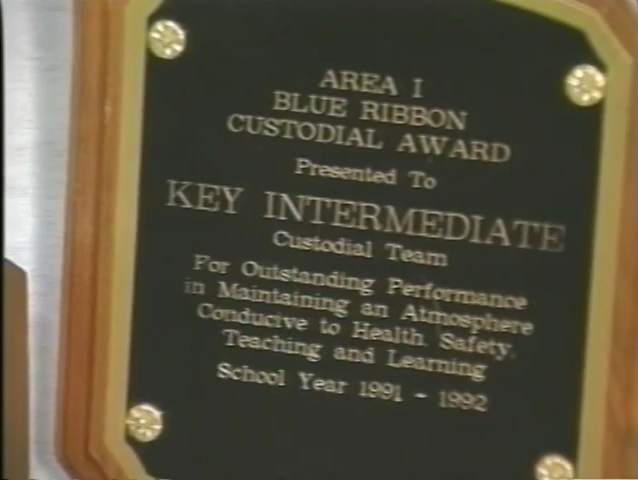 AREA I
BLUE RIBBON
CUSTODIAL AWARD
Presented To
KEY INTERMEDIATE
Custodial Team
For Outstanding Performance
in Maintaining an Atmosphere
Conducive to Health, Safety,
Teaching and Learning
School Year 1991 - 1992